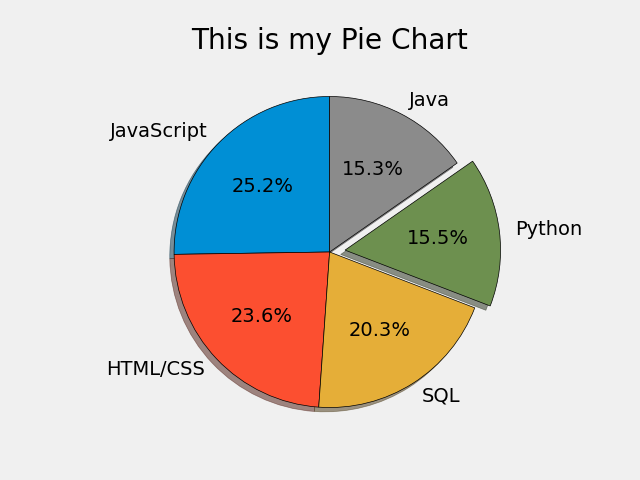 This is my Pie Chart
Java
JavaScript
15.3%
25.2%
Python
15.5%
23.6%
20.3%
HTML/CSS
SQL